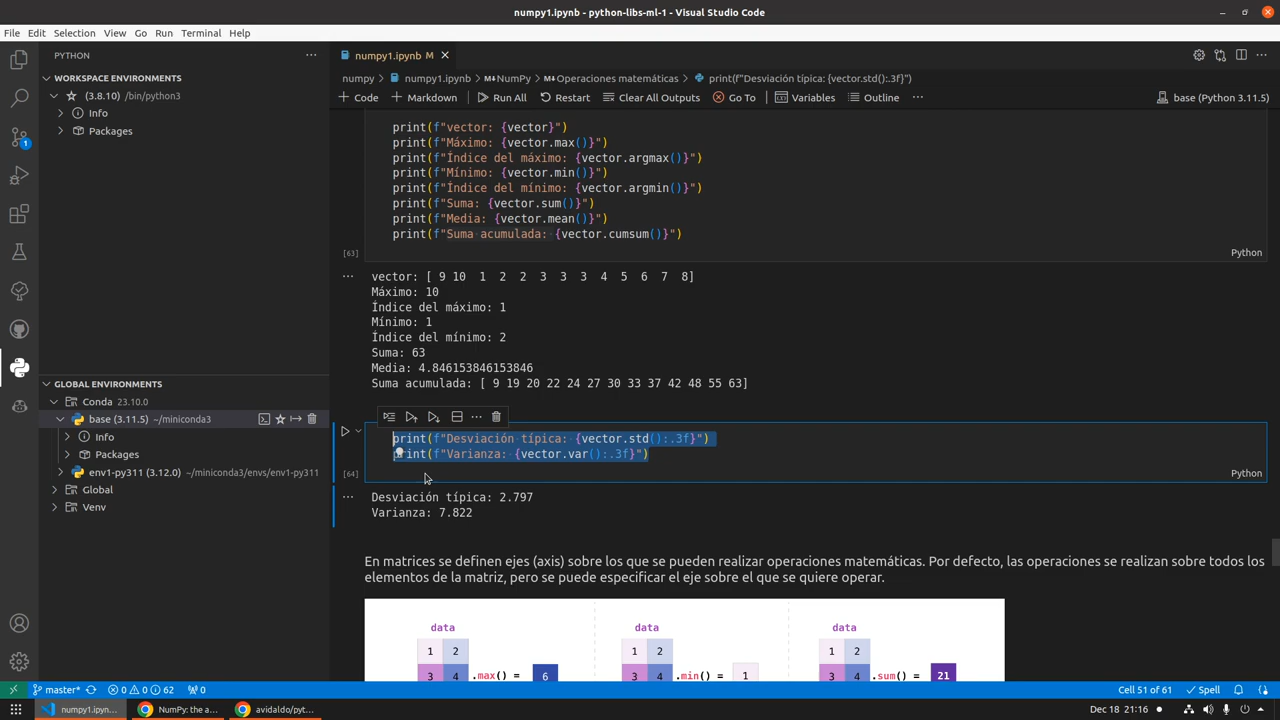 numpy1.ipynb - python-libs-ml-1 - Visual Studio Code
File Edit Selection View Go Run Terminal Help
PYTHON
numpy1.ipynb M
WORKSPACE ENVIRONMENTS
(3.8.10) /bin/python3
Info
Packages
numpy > numpy1.ipynb > M↓NumPy > M↓Operaciones matemáticas > print(f"Desviación típica: {vector.std():.3f}")
Code Markdown Run All Restart Clear All Outputs Go To Variables Outline ... base (Python 3.11.5)
print(f"vector: {vector}")
print(f"Máximo: {vector.max()}")
print(f"Índice del máximo: {vector.argmax()}")
print(f"Mínimo: {vector.min()}")
print(f"Índice del mínimo: {vector.argmin()}")
print(f"Suma: {vector.sum()}")
print(f"Media: {vector.mean()}")
print(f"Suma acumulada: {vector.cumsum()}")
[63] Python
vector: [ 9 10  1  2  2  3  3  3  4  5  6  7  8]
Máximo: 10
Índice del máximo: 1
Mínimo: 1
Índice del mínimo: 2
Suma: 63
Media: 4.846153846153846
Suma acumulada: [ 9 19 20 22 24 27 30 33 37 42 48 55 63]
GLOBAL ENVIRONMENTS
Conda 23.10.0
base (3.11.5) ~/miniconda3
Info
Packages
env1-py311 (3.12.0) ~/miniconda3/envs/env1-py311
Global
Venv
print(f"Desviación típica: {vector.std():.3f}")
print(f"Varianza: {vector.var():.3f}")
[64] Python
Desviación típica: 2.797
Varianza: 7.822
En matrices se definen ejes (axis) sobre los que se pueden realizar operaciones matemáticas. Por defecto, las operaciones se realizan sobre todos los
elementos de la matriz, pero se puede especificar el eje sobre el que se quiere operar.
data data data
1 2 1 2 1 2
3 4 .max() = 6 3 4 .min() = 1 3 4 .sum() = 21
1
master* 0 0 62 0 Cell 51 of 61 Spell
numpy1.ipyn... NumPy: the a... avidaldo/pyt... Dec 18 21:16